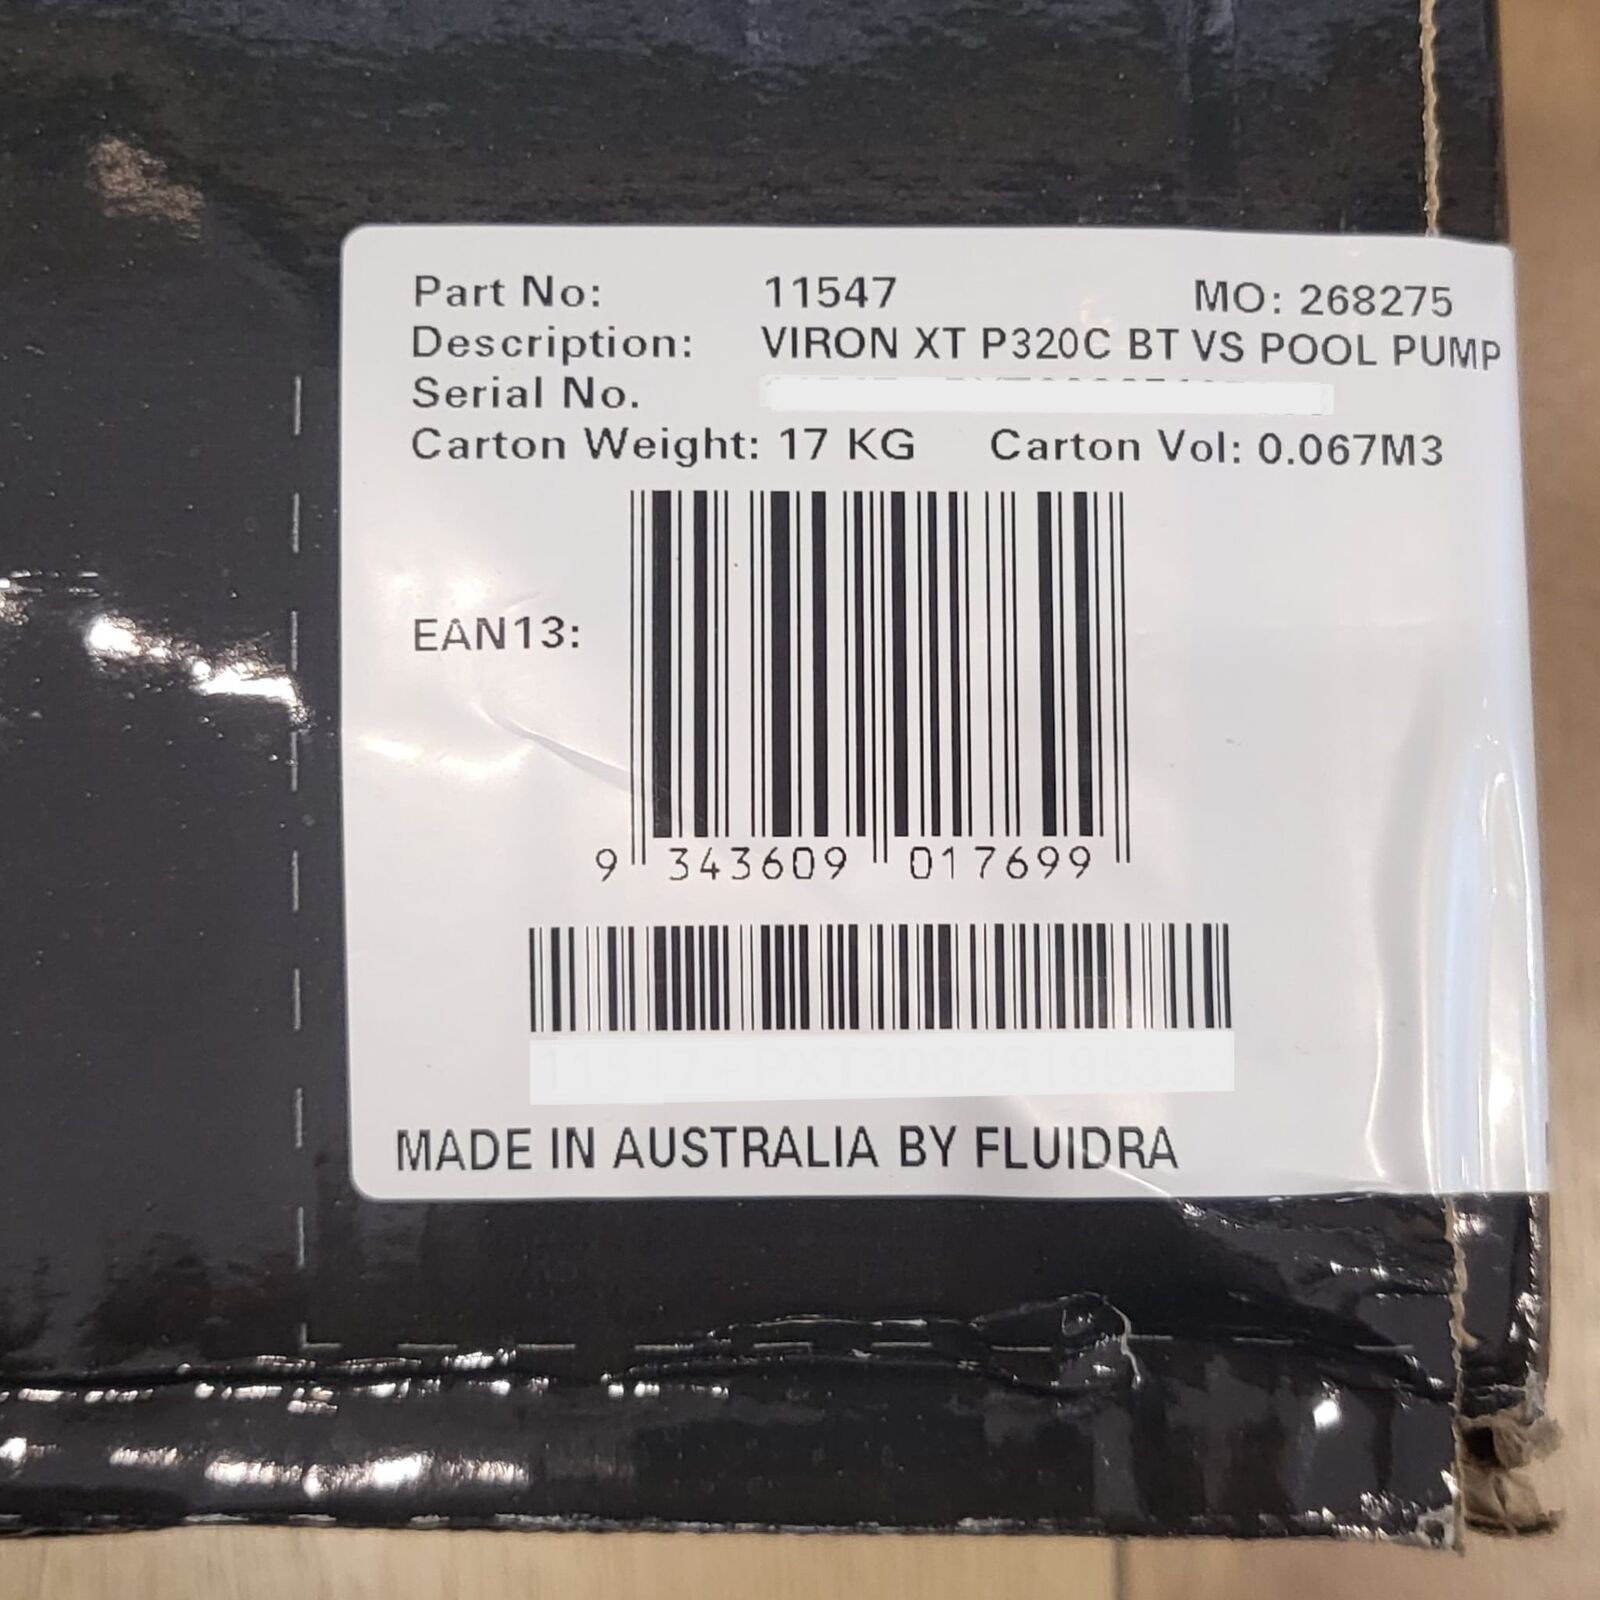 Part No: 11547 MO: 268275
Description: VIRON XT P320C BT VS POOL PUMP
Serial No.
Carton Weight: 17 KG Carton Vol: 0.067M3
EAN13:
9 343609 017699
MADE IN AUSTRALIA BY FLUIDRA